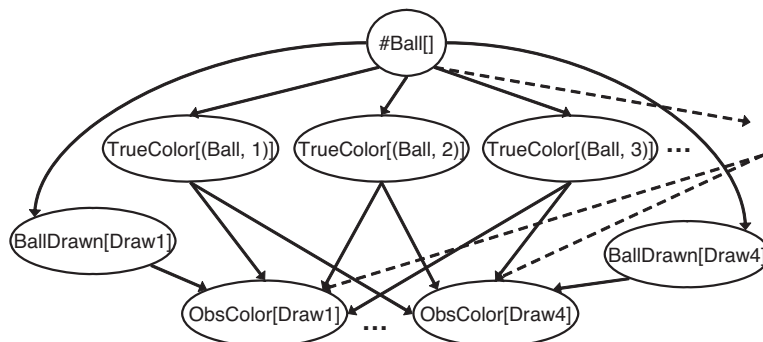 #Ball[]
TrueColor[(Ball, 1)] TrueColor[(Ball, 2)] TrueColor[(Ball, 3)] ...
BallDrawn[Draw1] BallDrawn[Draw4]
ObsColor[Draw1] ... ObsColor[Draw4]